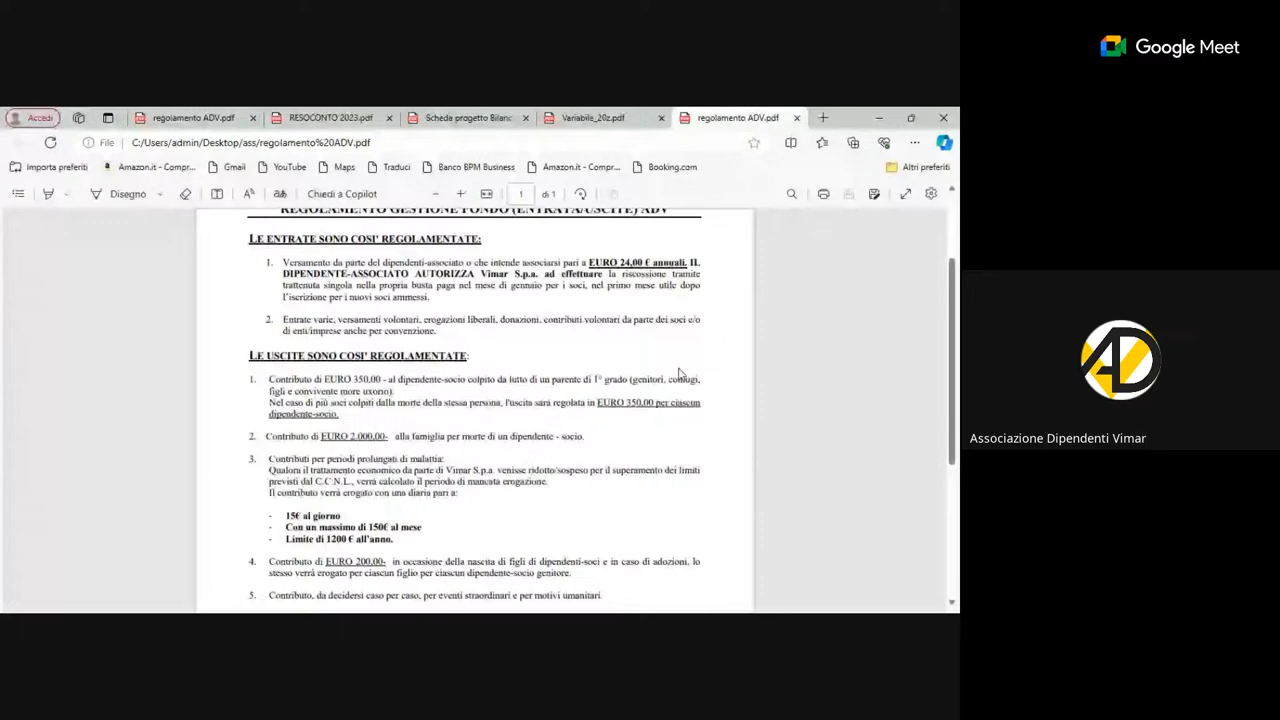 Google Meet
Accedi
regolamento ADV.pdf
RESOCONTO 2023.pdf
Scheda progetto Bilanc
Variabile_20z.pdf
regolamento ADV.pdf
File
C:/Users/admin/Desktop/ass/regolamento%20ADV.pdf
Importa preferiti
Amazon.it - Compr...
Gmail
YouTube
Maps
Traduci
Banco BPM Business
Amazon.it - Compr...
Booking.com
Altri preferiti
Disegno
Chiedi a Copilot
1
di 1
REGOLAMENTO GESTIONE FONDO (ENTRATA/USCITE) ADV
LE ENTRATE SONO COSI' REGOLAMENTATE:
1. Versamento da parte del dipendenti-associato o che intende associarsi pari a EURO 24,00 € annuali. IL
DIPENDENTE-ASSOCIATO AUTORIZZA Vimar S.p.a. ad effettuare la riscossione tramite
trattenuta singola nella propria busta paga nel mese di gennaio per i soci, nel primo mese utile dopo
l'iscrizione per i nuovi soci ammessi.
2. Entrate varie, versamenti volontari, erogazioni liberali, donazioni, contributi volontari da parte dei soci e/o
di enti/imprese anche per convenzione.
LE USCITE SONO COSI' REGOLAMENTATE:
1. Contributo di EURO 350,00 - al dipendente-socio colpito da lutto di un parente di 1° grado (genitori, coniugi,
figli e convivente more uxorio).
Nel caso di più soci colpiti dalla morte della stessa persona, l'uscita sarà regolata in EURO 350,00 per ciascun
dipendente-socio.
2. Contributo di EURO 2.000,00- alla famiglia per morte di un dipendente - socio.
3. Contributi per periodi prolungati di malattia:
Qualora il trattamento economico da parte di Vimar S.p.a. venisse ridotto/sospeso per il superamento dei limiti
previsti dal C.C.N.L., verrà calcolato il periodo di mancata erogazione.
Il contributo verrà erogato con una diaria pari a:
- 15€ al giorno
- Con un massimo di 150€ al mese
- Limite di 1200 € all'anno.
4. Contributo di EURO 200,00- in occasione della nascita di figli di dipendenti-soci e in caso di adozioni, lo
stesso verrà erogato per ciascun figlio per ciascun dipendente-socio genitore.
5. Contributo, da decidersi caso per caso, per eventi straordinari e per motivi umanitari.
AD
Associazione Dipendenti Vimar